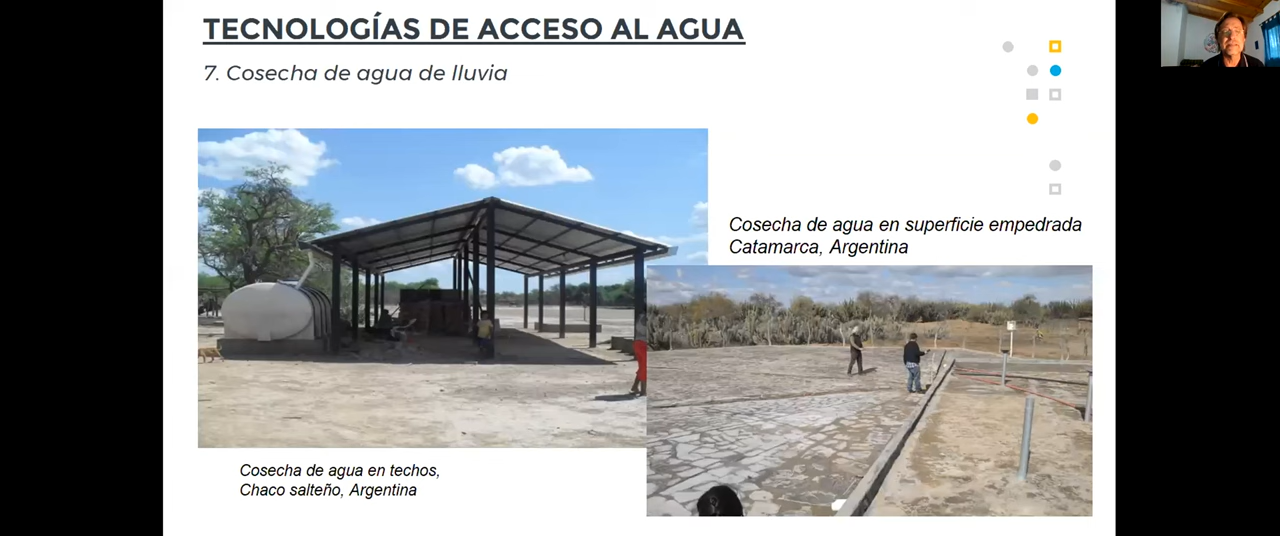 TECNOLOGÍAS DE ACCESO AL AGUA
7. Cosecha de agua de lluvia
Cosecha de agua en superficie empedrada
Catamarca, Argentina
Cosecha de agua en techos,
Chaco salteño, Argentina